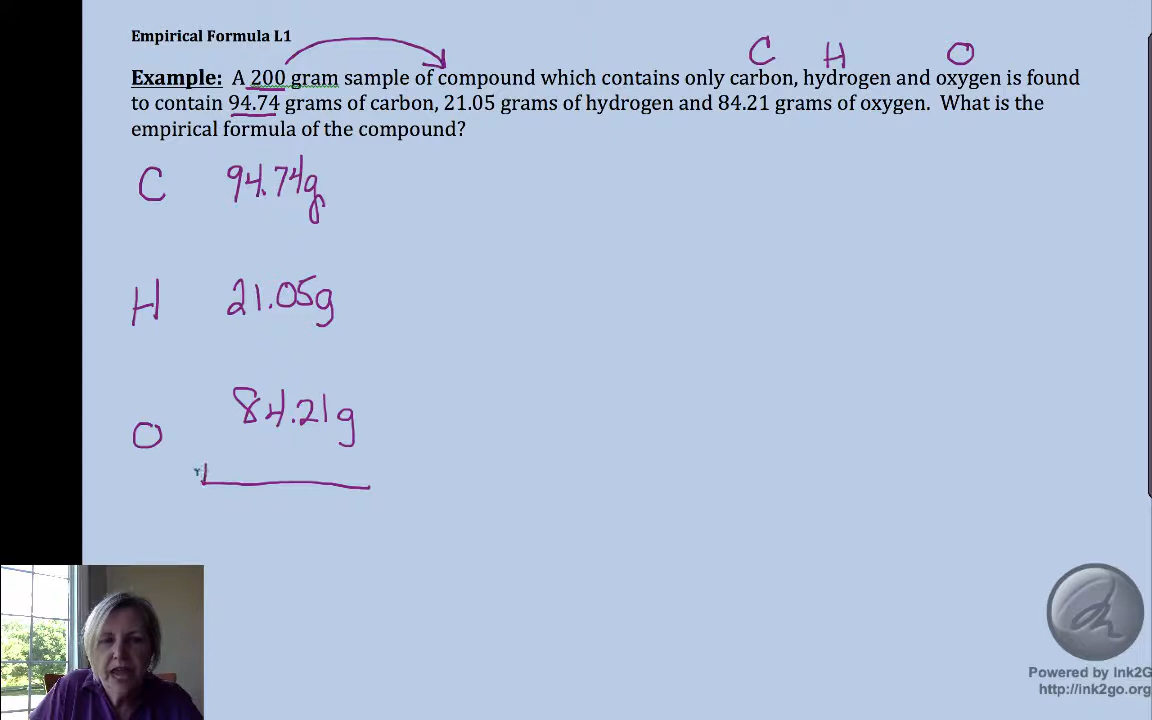 Empirical Formula L1
C H O
Example: A 200 gram sample of compound which contains only carbon, hydrogen and oxygen is found
to contain 94.74 grams of carbon, 21.05 grams of hydrogen and 84.21 grams of oxygen. What is the
empirical formula of the compound?
C 94.74g
H 21.05g
O 84.21g
Powered by Ink2G
http://ink2go.org